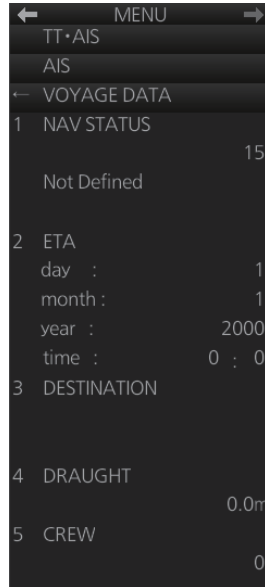 ← MENU →
TT・AIS
AIS
← VOYAGE DATA
1 NAV STATUS
15
Not Defined
2 ETA
day : 1
month : 1
year : 2000
time : 0 : 0
3 DESTINATION
4 DRAUGHT
0.0m
5 CREW
0